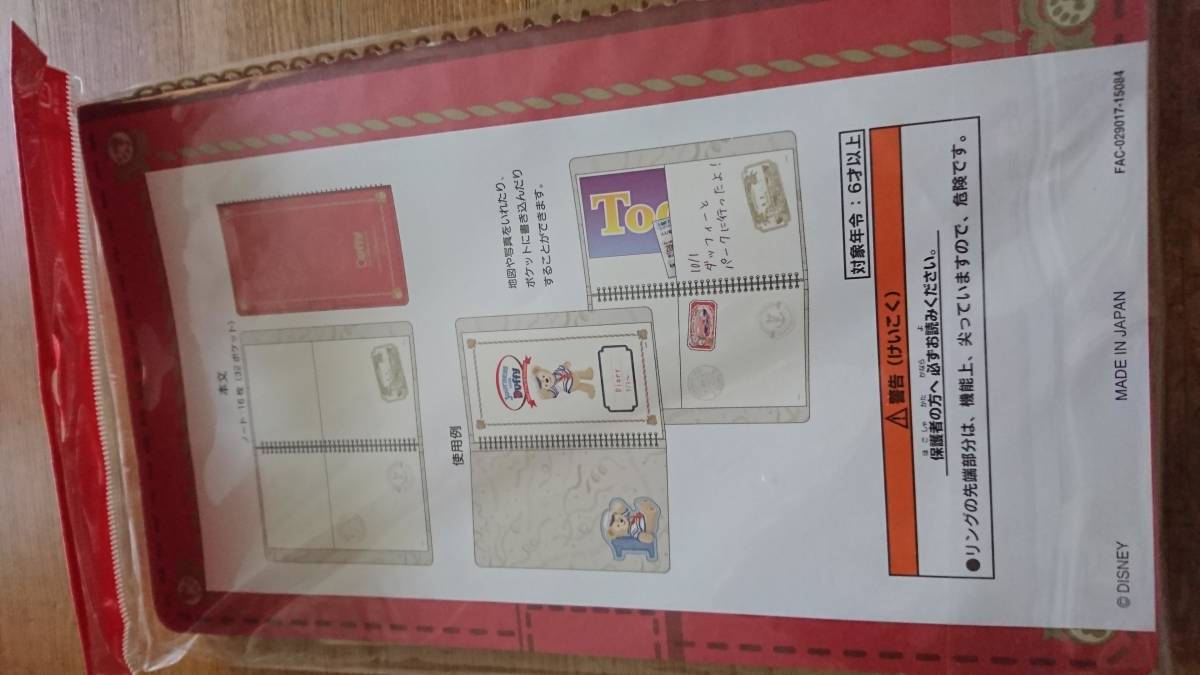 本文
ノート 16枚 (32ポケット)
Duffy
地図や写真をいれたり、
ポケットに書き込んだり
することができます。
使用例
Duffy
Diary
1
To
10/1
ダッフィーと
パークに行ったよ!
対象年令:6才以上
⚠ 警告 (けいこく)
保護者の方へ 必ずお読みください。
●リングの先端部分は、機能上、尖っていますので、危険です。
© DISNEY
MADE IN JAPAN
FAC-029017-15084